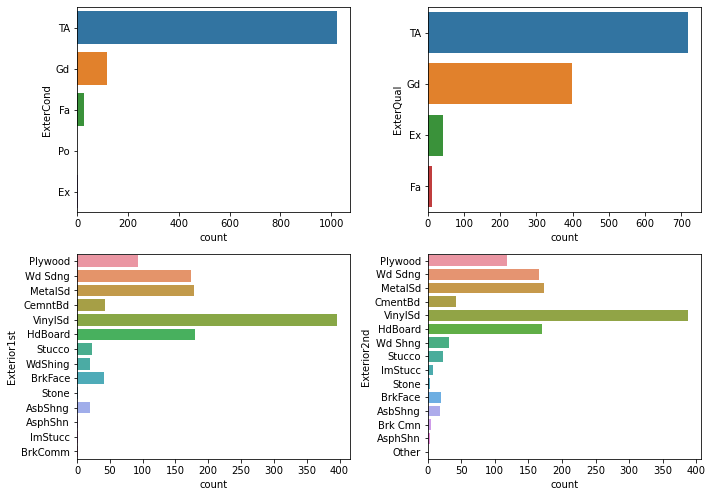 TA
Gd
Fa
Po
Ex
ExterCond
0 200 400 600 800 1000
count
TA
Gd
Ex
Fa
ExterQual
0 100 200 300 400 500 600 700
count
Plywood
Wd Sdng
MetalSd
CemntBd
VinylSd
HdBoard
Stucco
WdShing
BrkFace
Stone
AsbShng
AsphShn
ImStucc
BrkComm
Exterior1st
0 50 100 150 200 250 300 350 400
count
Plywood
Wd Sdng
MetalSd
CmentBd
VinylSd
HdBoard
Wd Shng
Stucco
ImStucc
Stone
BrkFace
AsbShng
Brk Cmn
AsphShn
Other
Exterior2nd
0 50 100 150 200 250 300 350 400
count